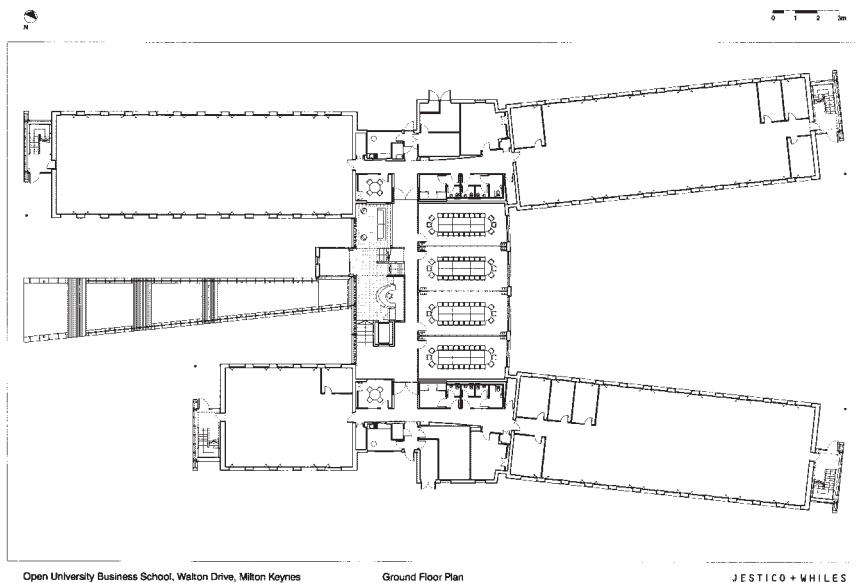 N
0 1 2 3m
Open University Business School, Walton Drive, Milton Keynes
Ground Floor Plan
JESTICO + WHILES